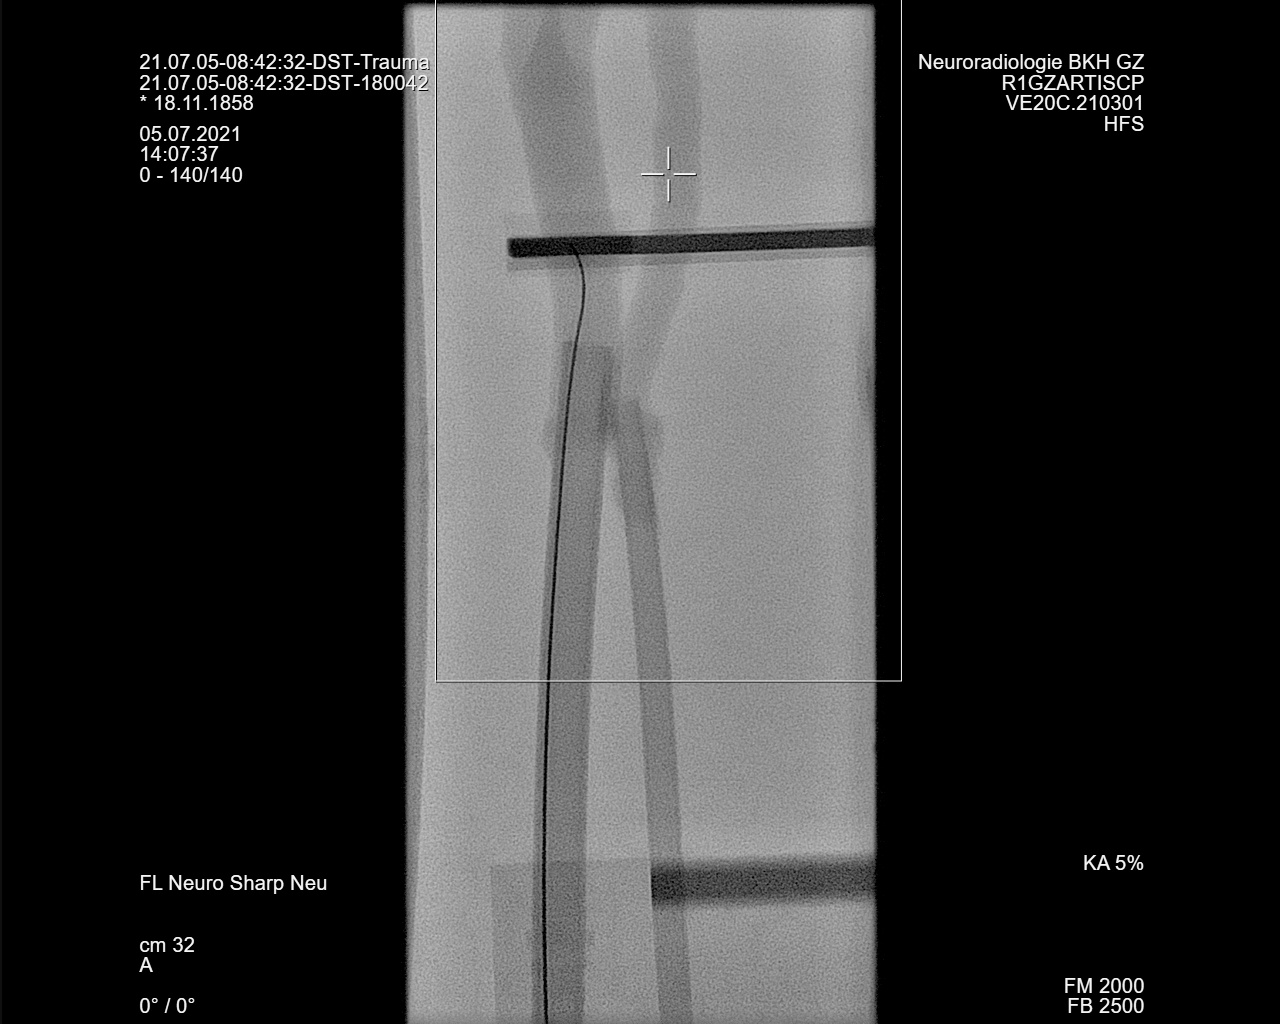 21.07.05-08:42:32-DST-Trauma
21.07.05-08:42:32-DST-180042
* 18.11.1858
05.07.2021
14:07:37
0 - 140/140
Neuroradiologie BKH GZ
R1GZARTISCP
VE20C.210301
HFS
FL Neuro Sharp Neu
cm 32
A
0° / 0°
KA 5%
FM 2000
FB 2500